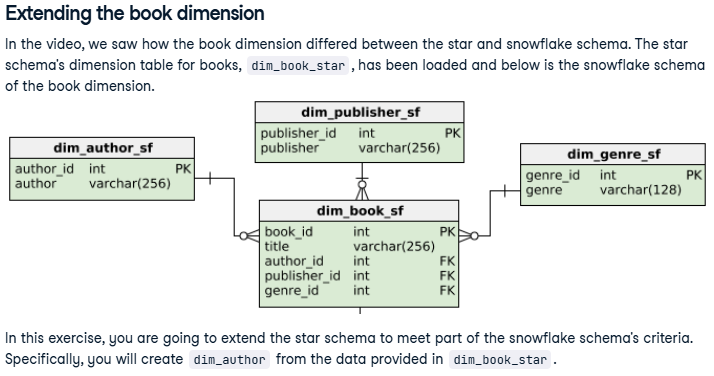 Extending the book dimension
In the video, we saw how the book dimension differed between the star and snowflake schema. The star
schema's dimension table for books, dim_book_star , has been loaded and below is the snowflake schema
of the book dimension.
dim_publisher_sf
publisher_id int PK
publisher varchar(256)
dim_author_sf
author_id int PK
author varchar(256)
dim_genre_sf
genre_id int PK
genre varchar(128)
dim_book_sf
book_id int PK
title varchar(256)
author_id int FK
publisher_id int FK
genre_id int FK
In this exercise, you are going to extend the star schema to meet part of the snowflake schema's criteria.
Specifically, you will create dim_author from the data provided in dim_book_star .